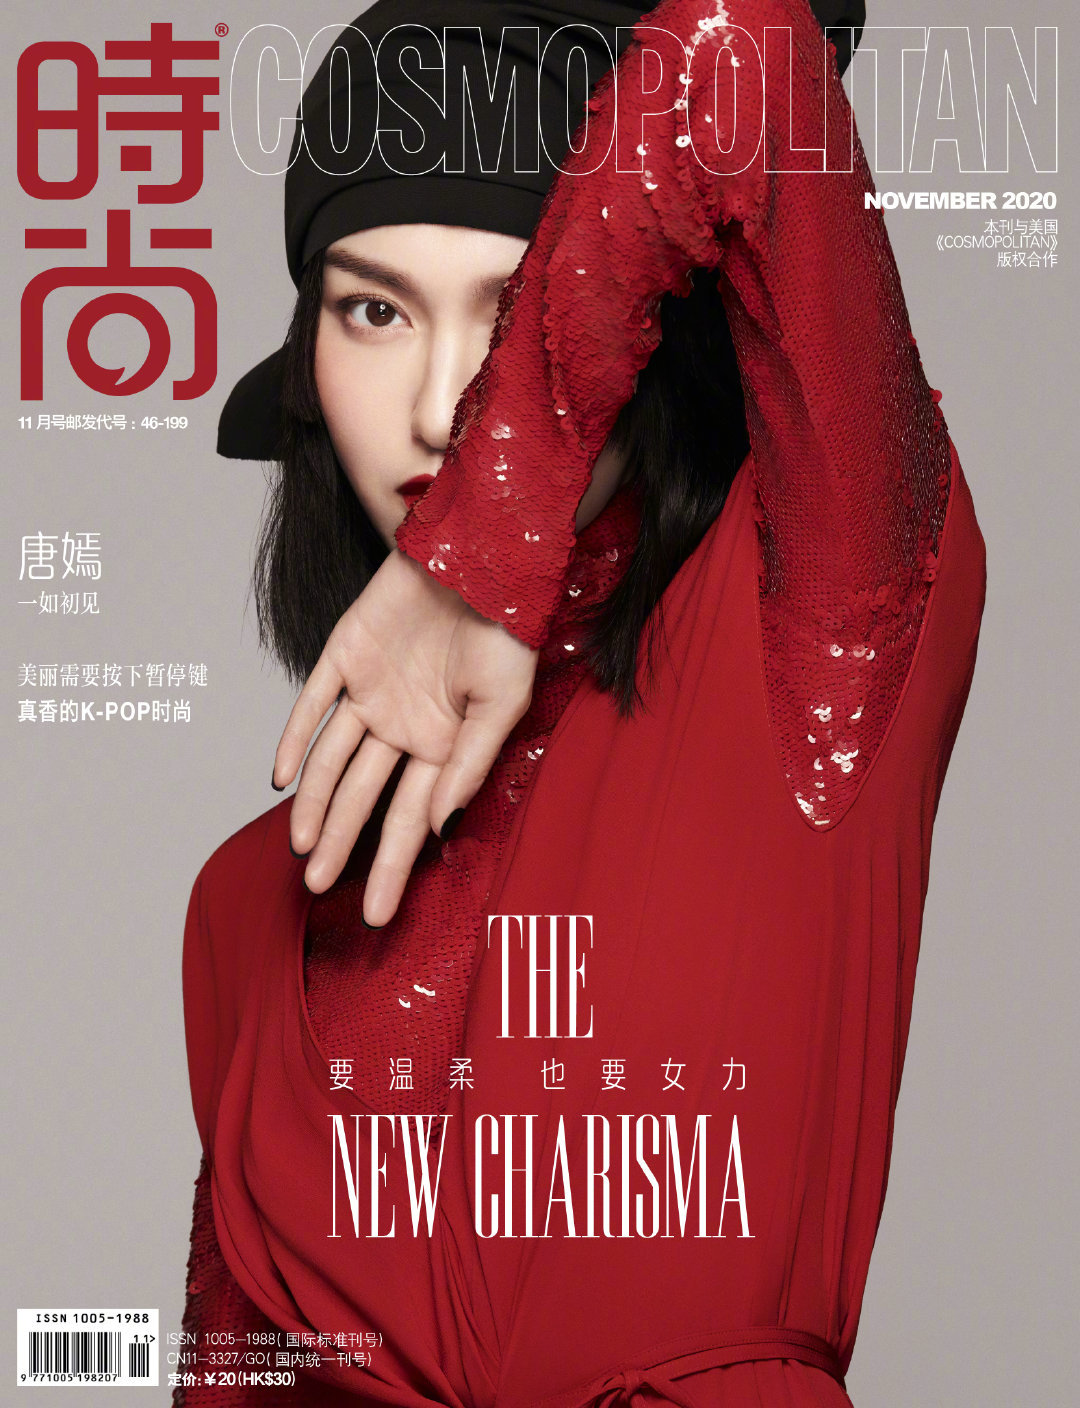 時尚®
COSMOPOLITAN
NOVEMBER 2020
本刊与美国
《COSMOPOLITAN》
版权合作
11月号邮发代号：46-199
唐嫣
一如初见
美丽需要按下暂停键
真香的K-POP时尚
THE
要温柔 也要女力
NEW CHARISMA
ISSN 1005-1988
11>
9 771005 198207
ISSN 1005-1988(国际标准刊号)
CN11-3327/GO(国内统一刊号)
定价:¥20(HK$30)